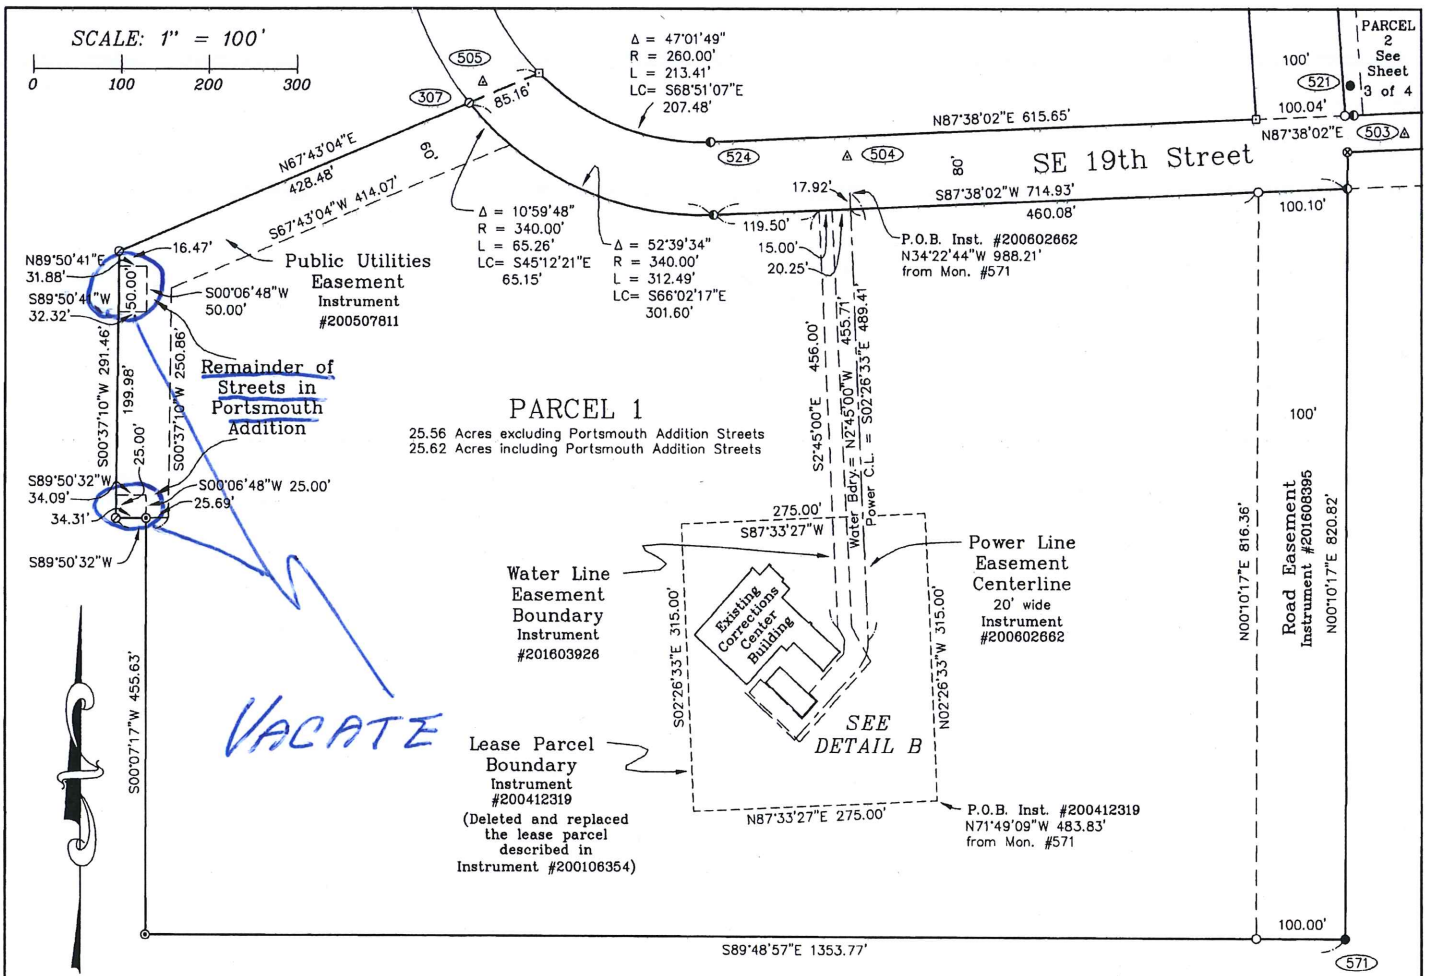 SCALE: 1" = 100'
0 100 200 300
505
307
85.16'
Δ = 47°01'49"
R = 260.00'
L = 213.41'
LC= S68°51'07"E
207.48'
100'
PARCEL
2
See
Sheet
3 of 4
521
100.04'
N87°38'02"E
503
N87°38'02"E 615.65'
524
504
80'
SE 19th Street
N67°43'04"E
428.48'
60'
S67°43'04"W 414.07'
17.92'
S87°38'02"W 714.93'
460.08'
100.10'
119.50'
15.00'
20.25'
P.O.B. Inst. #200602662
N34°22'44"W 988.21'
from Mon. #571
Δ = 10°59'48"
R = 340.00'
L = 65.26'
LC= S45°12'21"E
65.15'
Δ = 52°39'34"
R = 340.00'
L = 312.49'
LC= S66°02'17"E
301.60'
16.47'
N89°50'41"E
31.88'
S89°50'41"W
32.32'
50.00'
S00°06'48"W
50.00'
Public Utilities
Easement
Instrument
#200507811
S00°37'10"W 291.46'
199.98'
S00°37'10"W 250.86'
Remainder of
Streets in
Portsmouth
Addition
25.00'
S89°50'32"W
34.09'
S00°06'48"W 25.00'
25.69'
34.31'
S89°50'32"W
PARCEL 1
25.56 Acres excluding Portsmouth Addition Streets
25.62 Acres including Portsmouth Addition Streets
S2°45'00"E 456.00'
Water Bdry.= N2°45'00"W 455.71'
Power C.L. = S02°26'33"E 489.41'
100'
Road Easement
Instrument #201608395
N00°10'17"E 816.36'
N00°10'17"E 820.82'
275.00'
S87°33'27"W
Water Line
Easement
Boundary
Instrument
#201603926
Existing
Corrections
Center
Building
Power Line
Easement
Centerline
20' wide
Instrument
#200602662
S02°26'33"E 315.00'
N02°26'33"W 315.00'
SEE
DETAIL B
S00°07'17"W 455.63'
VACATE
Lease Parcel
Boundary
Instrument
#200412319
(Deleted and replaced
the lease parcel
described in
Instrument #200106354)
N87°33'27"E 275.00'
P.O.B. Inst. #200412319
N71°49'09"W 483.83'
from Mon. #571
S89°48'57"E 1353.77'
100.00'
571